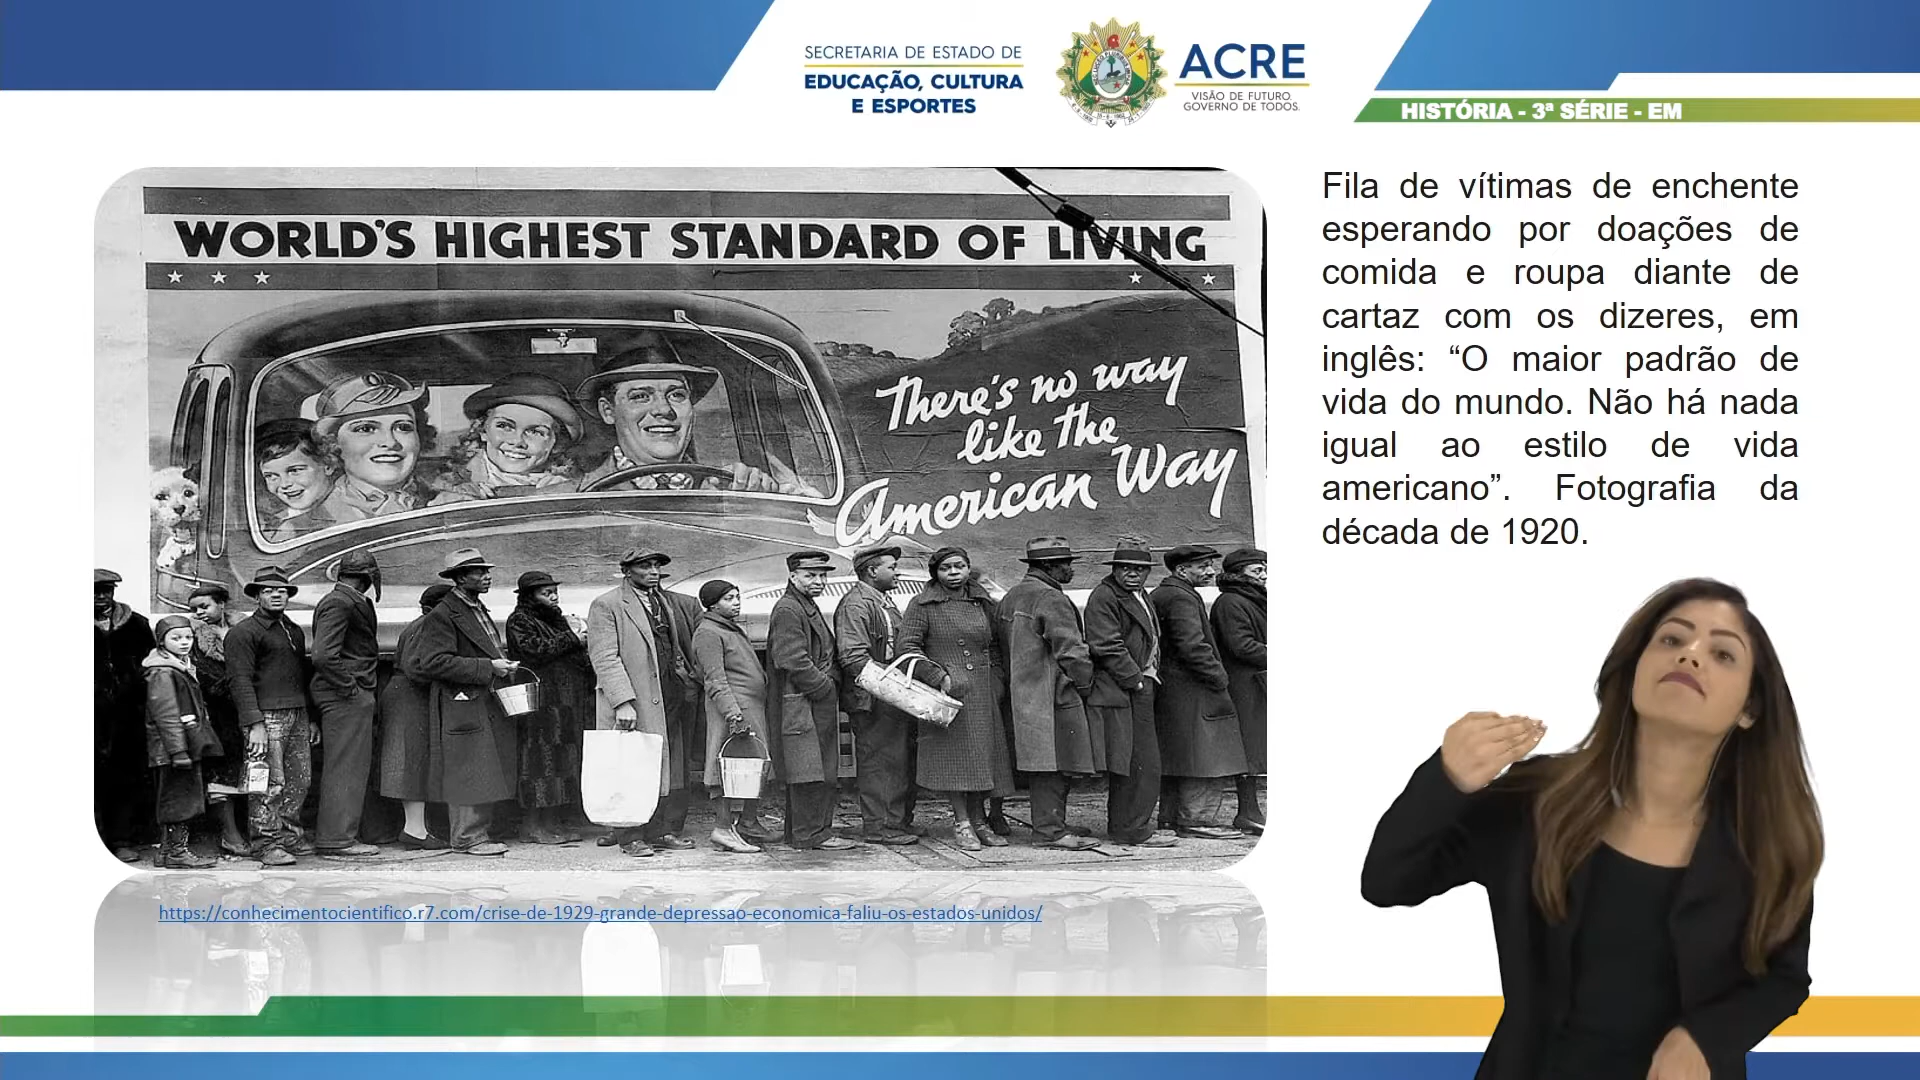 SECRETARIA DE ESTADO DE
EDUCAÇÃO, CULTURA
E ESPORTES
ACRE
VISÃO DE FUTURO.
GOVERNO DE TODOS.
HISTÓRIA - 3ª SÉRIE - EM
WORLD'S HIGHEST STANDARD OF LIVING
There's no way
like the
American Way
Fila de vítimas de enchente
esperando por doações de
comida e roupa diante de
cartaz com os dizeres, em
inglês: “O maior padrão de
vida do mundo. Não há nada
igual ao estilo de vida
americano”. Fotografia da
década de 1920.
https://conhecimentocientifico.r7.com/crise-de-1929-grande-depressao-economica-faliu-os-estados-unidos/